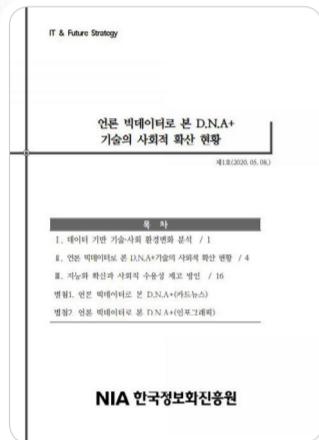 IT & Future Strategy
언론 빅데이터로 본 D.N.A+
기술의 사회적 확산 현황
제1호(2020. 05. 08.)
목 차
Ⅰ. 데이터 기반 기술·사회 환경변화 분석 / 1
Ⅱ. 언론 빅데이터로 본 D.N.A+기술의 사회적 확산 현황 / 4
Ⅲ. 지능화 확산과 사회적 수용성 제고 방안 / 16
별첨1. 언론 빅데이터로 본 D.N.A+(카드뉴스)
별첨2. 언론 빅데이터로 본 D.N.A+(인포그래픽)
NIA 한국정보화진흥원